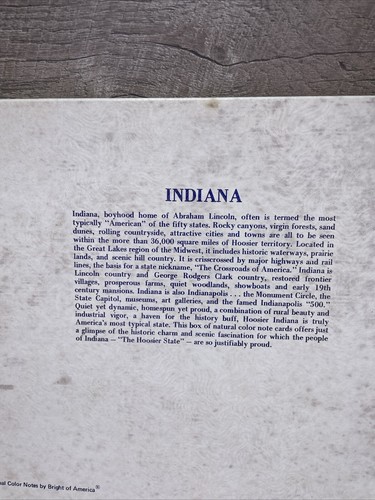 INDIANA
Indiana, boyhood home of Abraham Lincoln, often is termed the most
typically "American" of the fifty states. Rocky canyons, virgin forests, sand
dunes, rolling countryside, attractive cities and towns are all to be seen
within the more than 36,000 square miles of Hoosier territory. Located in
the Great Lakes region of the Midwest, it includes historic waterways, prairie
lands, and scenic hill country. It is crisscrossed by major highways and rail
lines, the basis for a state nickname, "The Crossroads of America." Indiana is
Lincoln country and George Rodgers Clark country, restored frontier
villages, prosperous farms, quiet woodlands, showboats and early 19th
century mansions. Indiana is also Indianapolis . . . the Monument Circle, the
State Capitol, museums, art galleries, and the famed Indianapolis "500."
Quiet yet dynamic, homespun yet proud, a combination of rural beauty and
industrial vigor, a haven for the history buff, Hoosier Indiana is truly
America's most typical state. This box of natural color note cards offers just
a glimpse of the historic charm and scenic fascination for which the people
of Indiana — "The Hoosier State" — are so justifiably proud.
Color Notes by Bright of America®